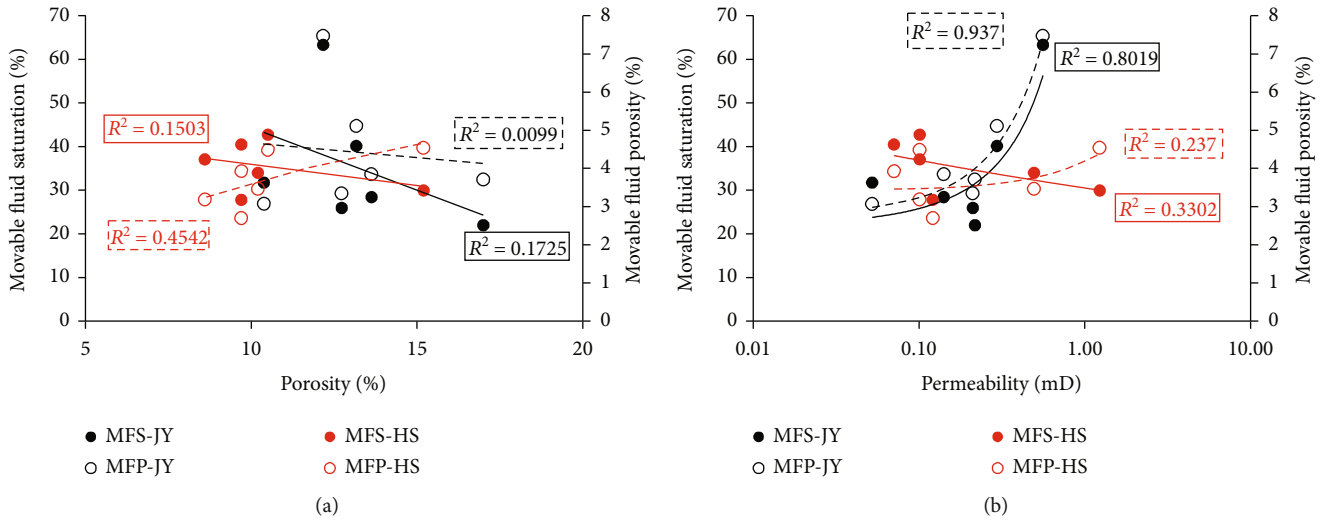 Movable fluid saturation (%)
70
60
50
40
30
20
10
0
R² = 0.1503
R² = 0.4542
R² = 0.0099
R² = 0.1725
8
7
6
5
4
3
2
1
0
Movable fluid porosity (%)
5
10
15
20
Porosity (%)
MFS-JY
MFS-HS
MFP-JY
MFP-HS
(a)
Movable fluid saturation (%)
70
60
50
40
30
20
10
0
R² = 0.937
R² = 0.8019
R² = 0.237
R² = 0.3302
8
7
6
5
4
3
2
1
0
Movable fluid porosity (%)
0.01
0.10
1.00
10.00
Permeability (mD)
MFS-JY
MFS-HS
MFP-JY
MFP-HS
(b)